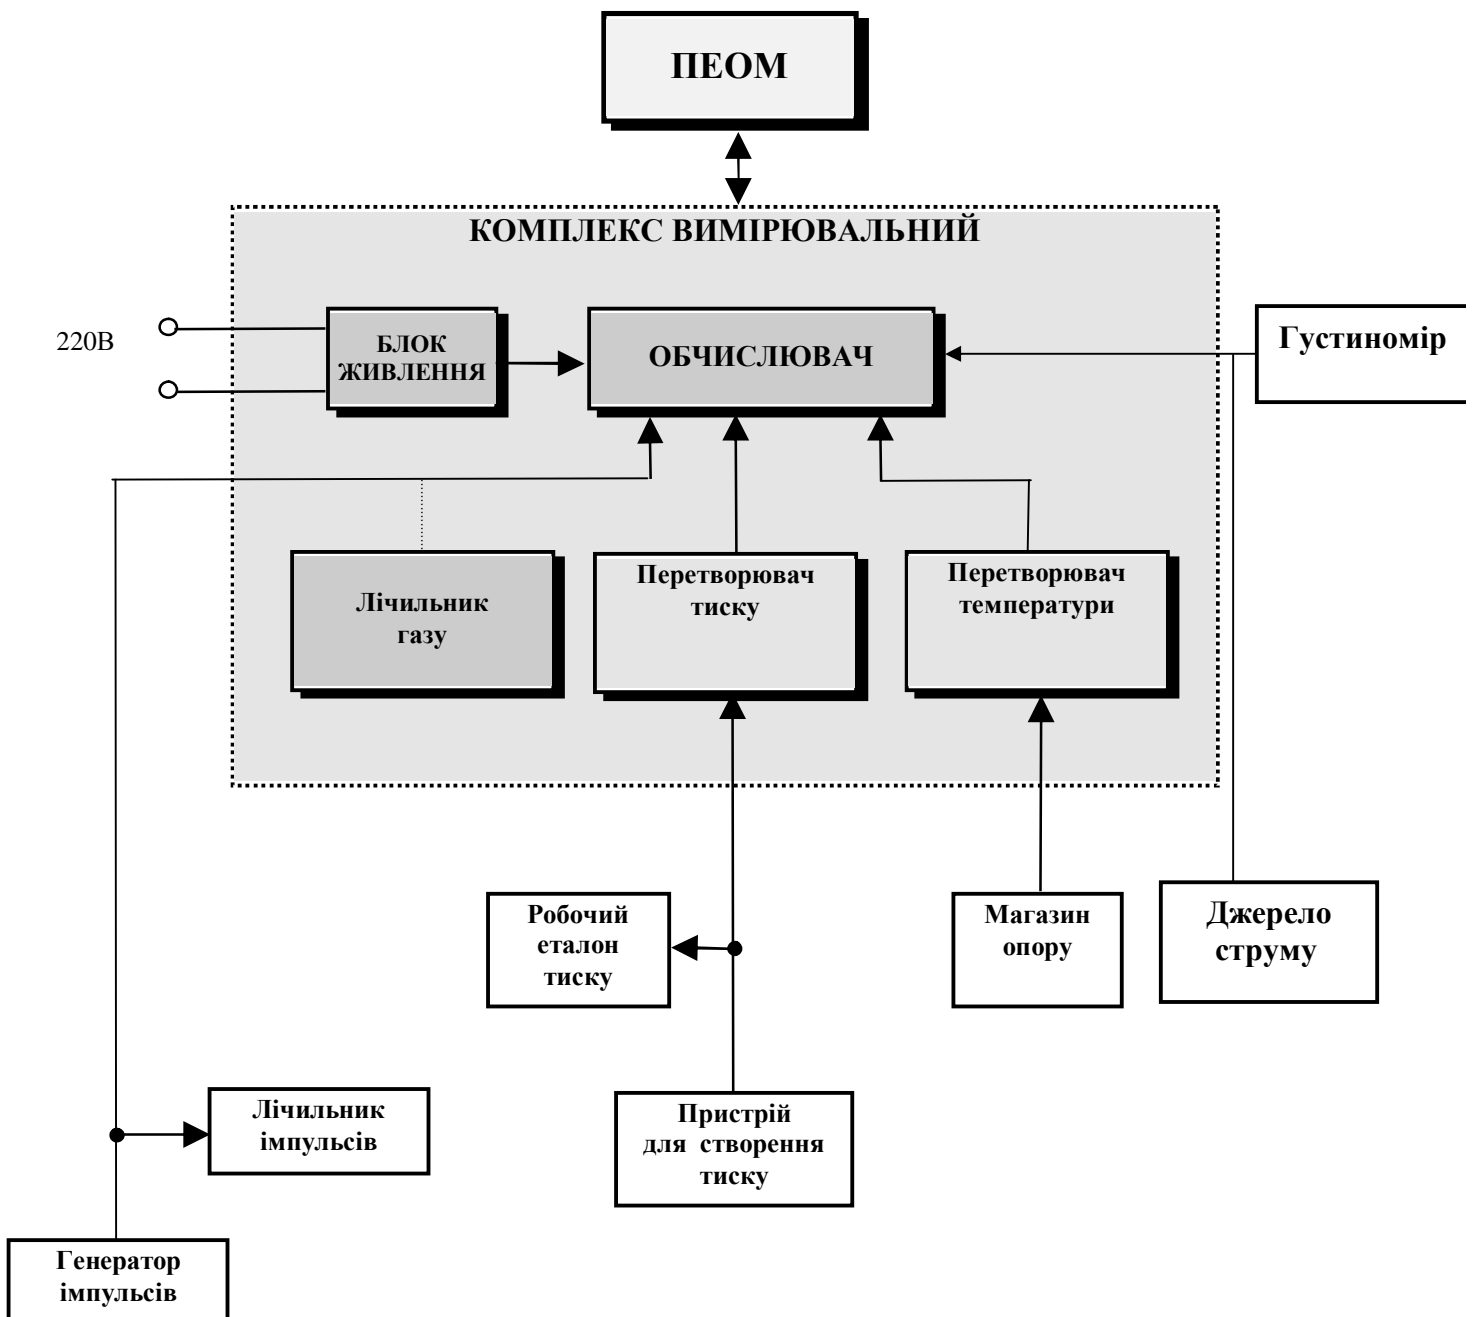 ПЕОМ
КОМПЛЕКС ВИМІРЮВАЛЬНИЙ
220В
БЛОК
ЖИВЛЕННЯ
ОБЧИСЛЮВАЧ
Густиномір
Лічильник
газу
Перетворювач
тиску
Перетворювач
температури
Робочий
еталон
тиску
Магазин
опору
Джерело
струму
Лічильник
імпульсів
Пристрій
для створення
тиску
Генератор
імпульсів